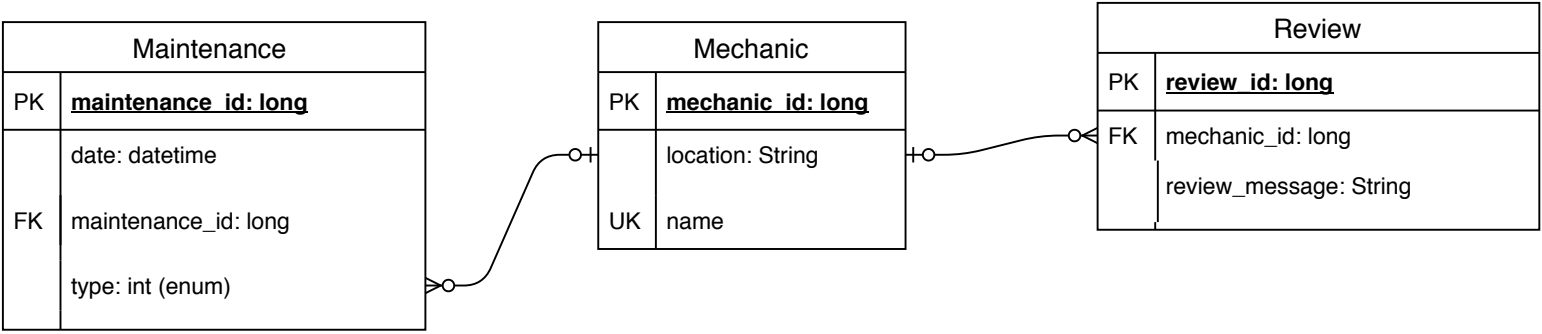 Maintenance
PK maintenance_id: long
date: datetime
FK maintenance_id: long
type: int (enum)
Mechanic
PK mechanic_id: long
location: String
UK name
Review
PK review_id: long
FK mechanic_id: long
review_message: String